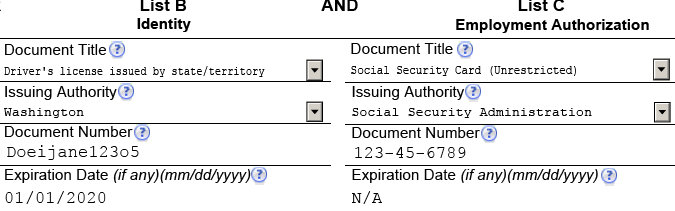 List B AND List C
Identity Employment Authorization
Document Title ? Document Title ?
Driver's license issued by state/territory Social Security Card (Unrestricted)
Issuing Authority ? Issuing Authority ?
Washington Social Security Administration
Document Number ? Document Number ?
Doeijane123o5 123-45-6789
Expiration Date (if any)(mm/dd/yyyy) ? Expiration Date (if any)(mm/dd/yyyy) ?
01/01/2020 N/A